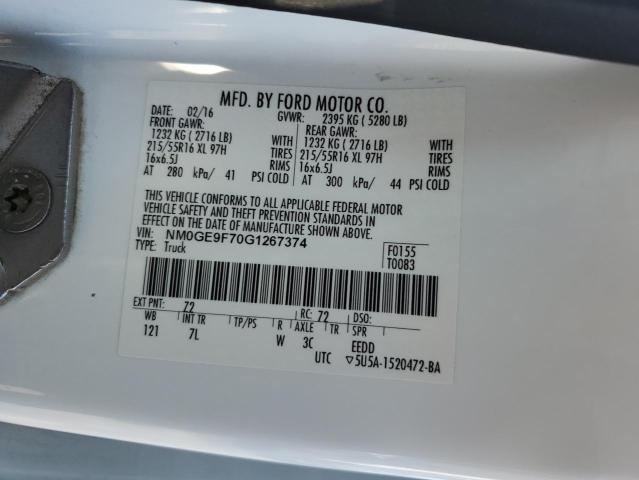 MFD. BY FORD MOTOR CO.
DATE: 02/16 GVWR: 2395 KG ( 5280 LB)
FRONT GAWR: REAR GAWR:
1232 KG ( 2716 LB) 1232 KG ( 2716 LB)
215/55R16 XL 97H TIRES 215/55R16 XL 97H TIRES
16x6.5J RIMS 16x6.5J RIMS
AT 280 kPa/ 41 PSI COLD AT 300 kPa/ 44 PSI COLD
THIS VEHICLE CONFORMS TO ALL APPLICABLE FEDERAL MOTOR
VEHICLE SAFETY AND THEFT PREVENTION STANDARDS IN
EFFECT ON THE DATE OF MANUFACTURE SHOWN ABOVE.
VIN: NM0GE9F70G1267374 F0155
TYPE: Truck T0083
EXT PNT: Z2 RC: 72 DSO:
WB INT TR TP/PS R AXLE TR SPR
121 7L W 3C EEDD
UTC ▽5U5A-1520472-BA